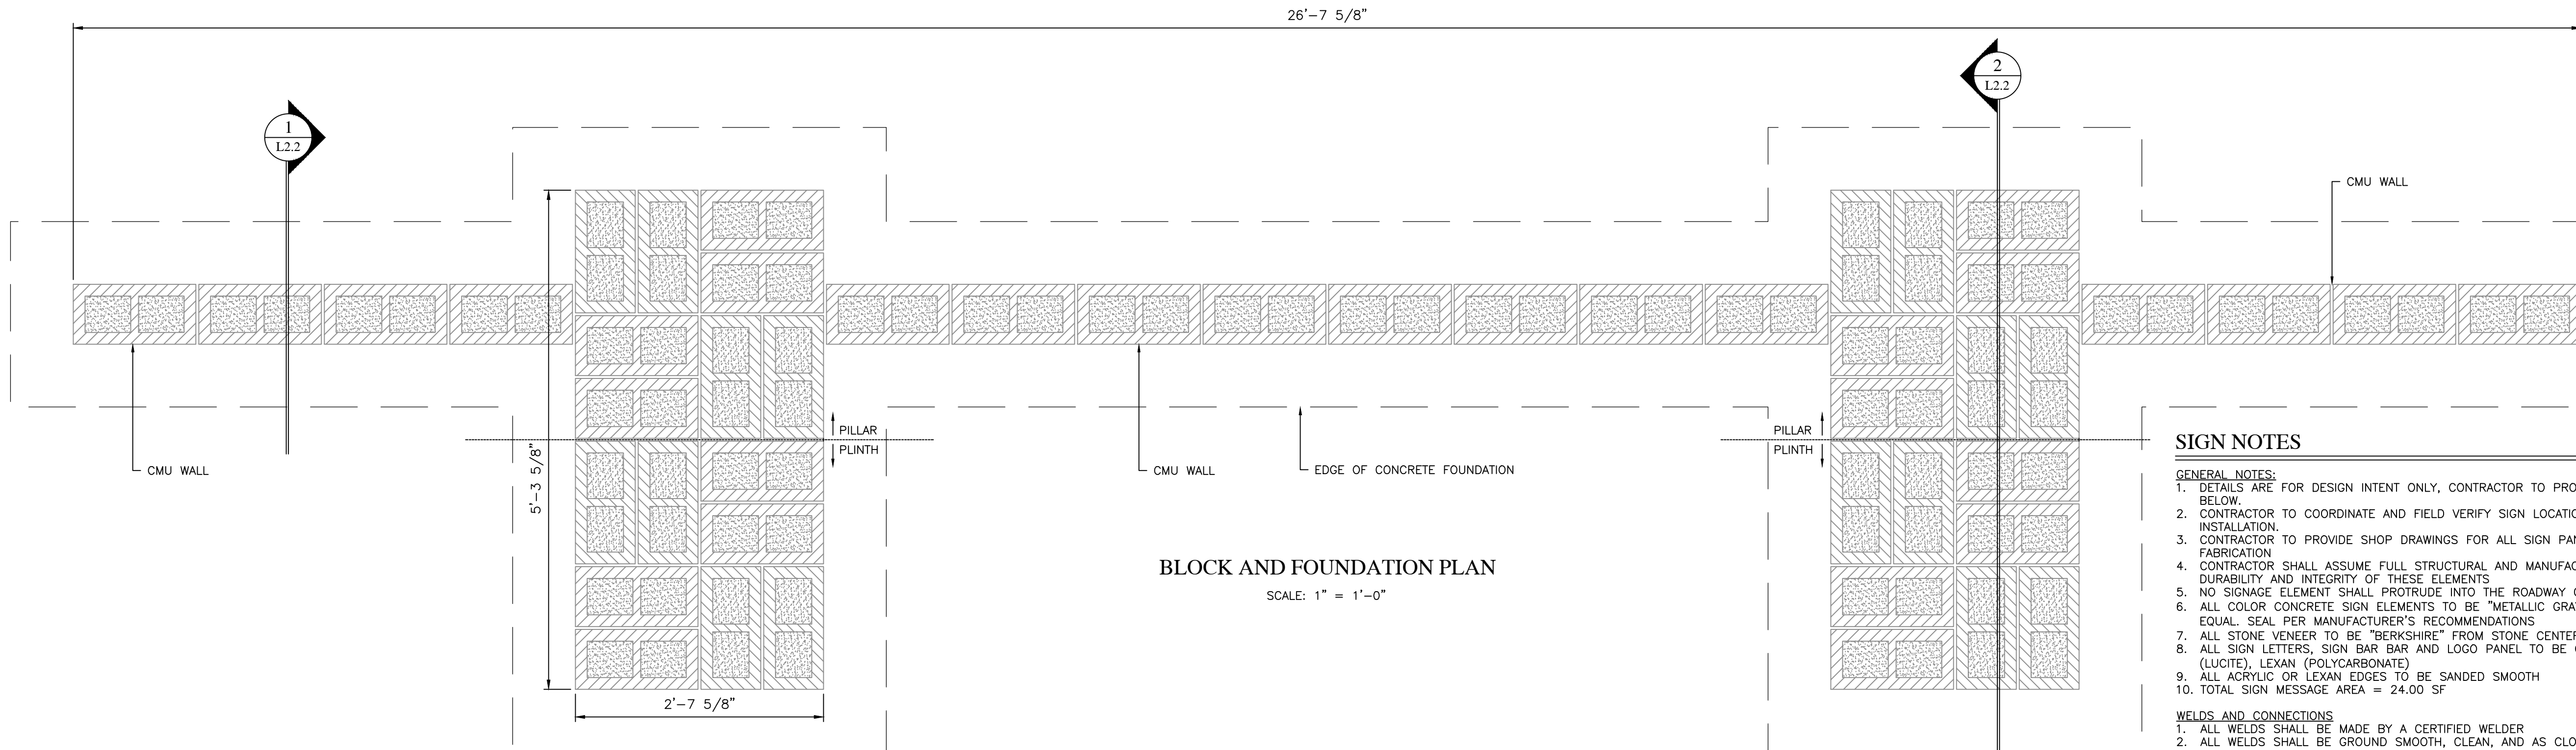 26'-7 5/8"
2
L2.2
1
L2.2
CMU WALL
PILLAR
PLINTH
PILLAR
PLINTH
5'-3 5/8"
CMU WALL
CMU WALL
EDGE OF CONCRETE FOUNDATION
BLOCK AND FOUNDATION PLAN
SCALE: 1" = 1'-0"
2'-7 5/8"
SIGN NOTES
GENERAL NOTES:
1. DETAILS ARE FOR DESIGN INTENT ONLY, CONTRACTOR TO
BELOW.
2. CONTRACTOR TO COORDINATE AND FIELD VERIFY SIGN
INSTALLATION.
3. CONTRACTOR TO PROVIDE SHOP DRAWINGS FOR ALL SIGN
FABRICATION
4. CONTRACTOR SHALL ASSUME FULL STRUCTURAL AND
DURABILITY AND INTEGRITY OF THESE ELEMENTS
5. NO SIGNAGE ELEMENT SHALL PROTRUDE INTO THE ROADWAY
6. ALL COLOR CONCRETE SIGN ELEMENTS TO BE "METALLIC
EQUAL. SEAL PER MANUFACTURER'S RECOMMENDATIONS
7. ALL STONE VENEER TO BE "BERKSHIRE" FROM STONE
8. ALL SIGN LETTERS, SIGN BAR BAR AND LOGO PANEL TO BE
(LUCITE), LEXAN (POLYCARBONATE)
9. ALL ACRYLIC OR LEXAN EDGES TO BE SANDED SMOOTH
10. TOTAL SIGN MESSAGE AREA = 24.00 SF
WELDS AND CONNECTIONS
1. ALL WELDS SHALL BE MADE BY A CERTIFIED WELDER
2. ALL WELDS SHALL BE GROUND SMOOTH, CLEAN, AND AS